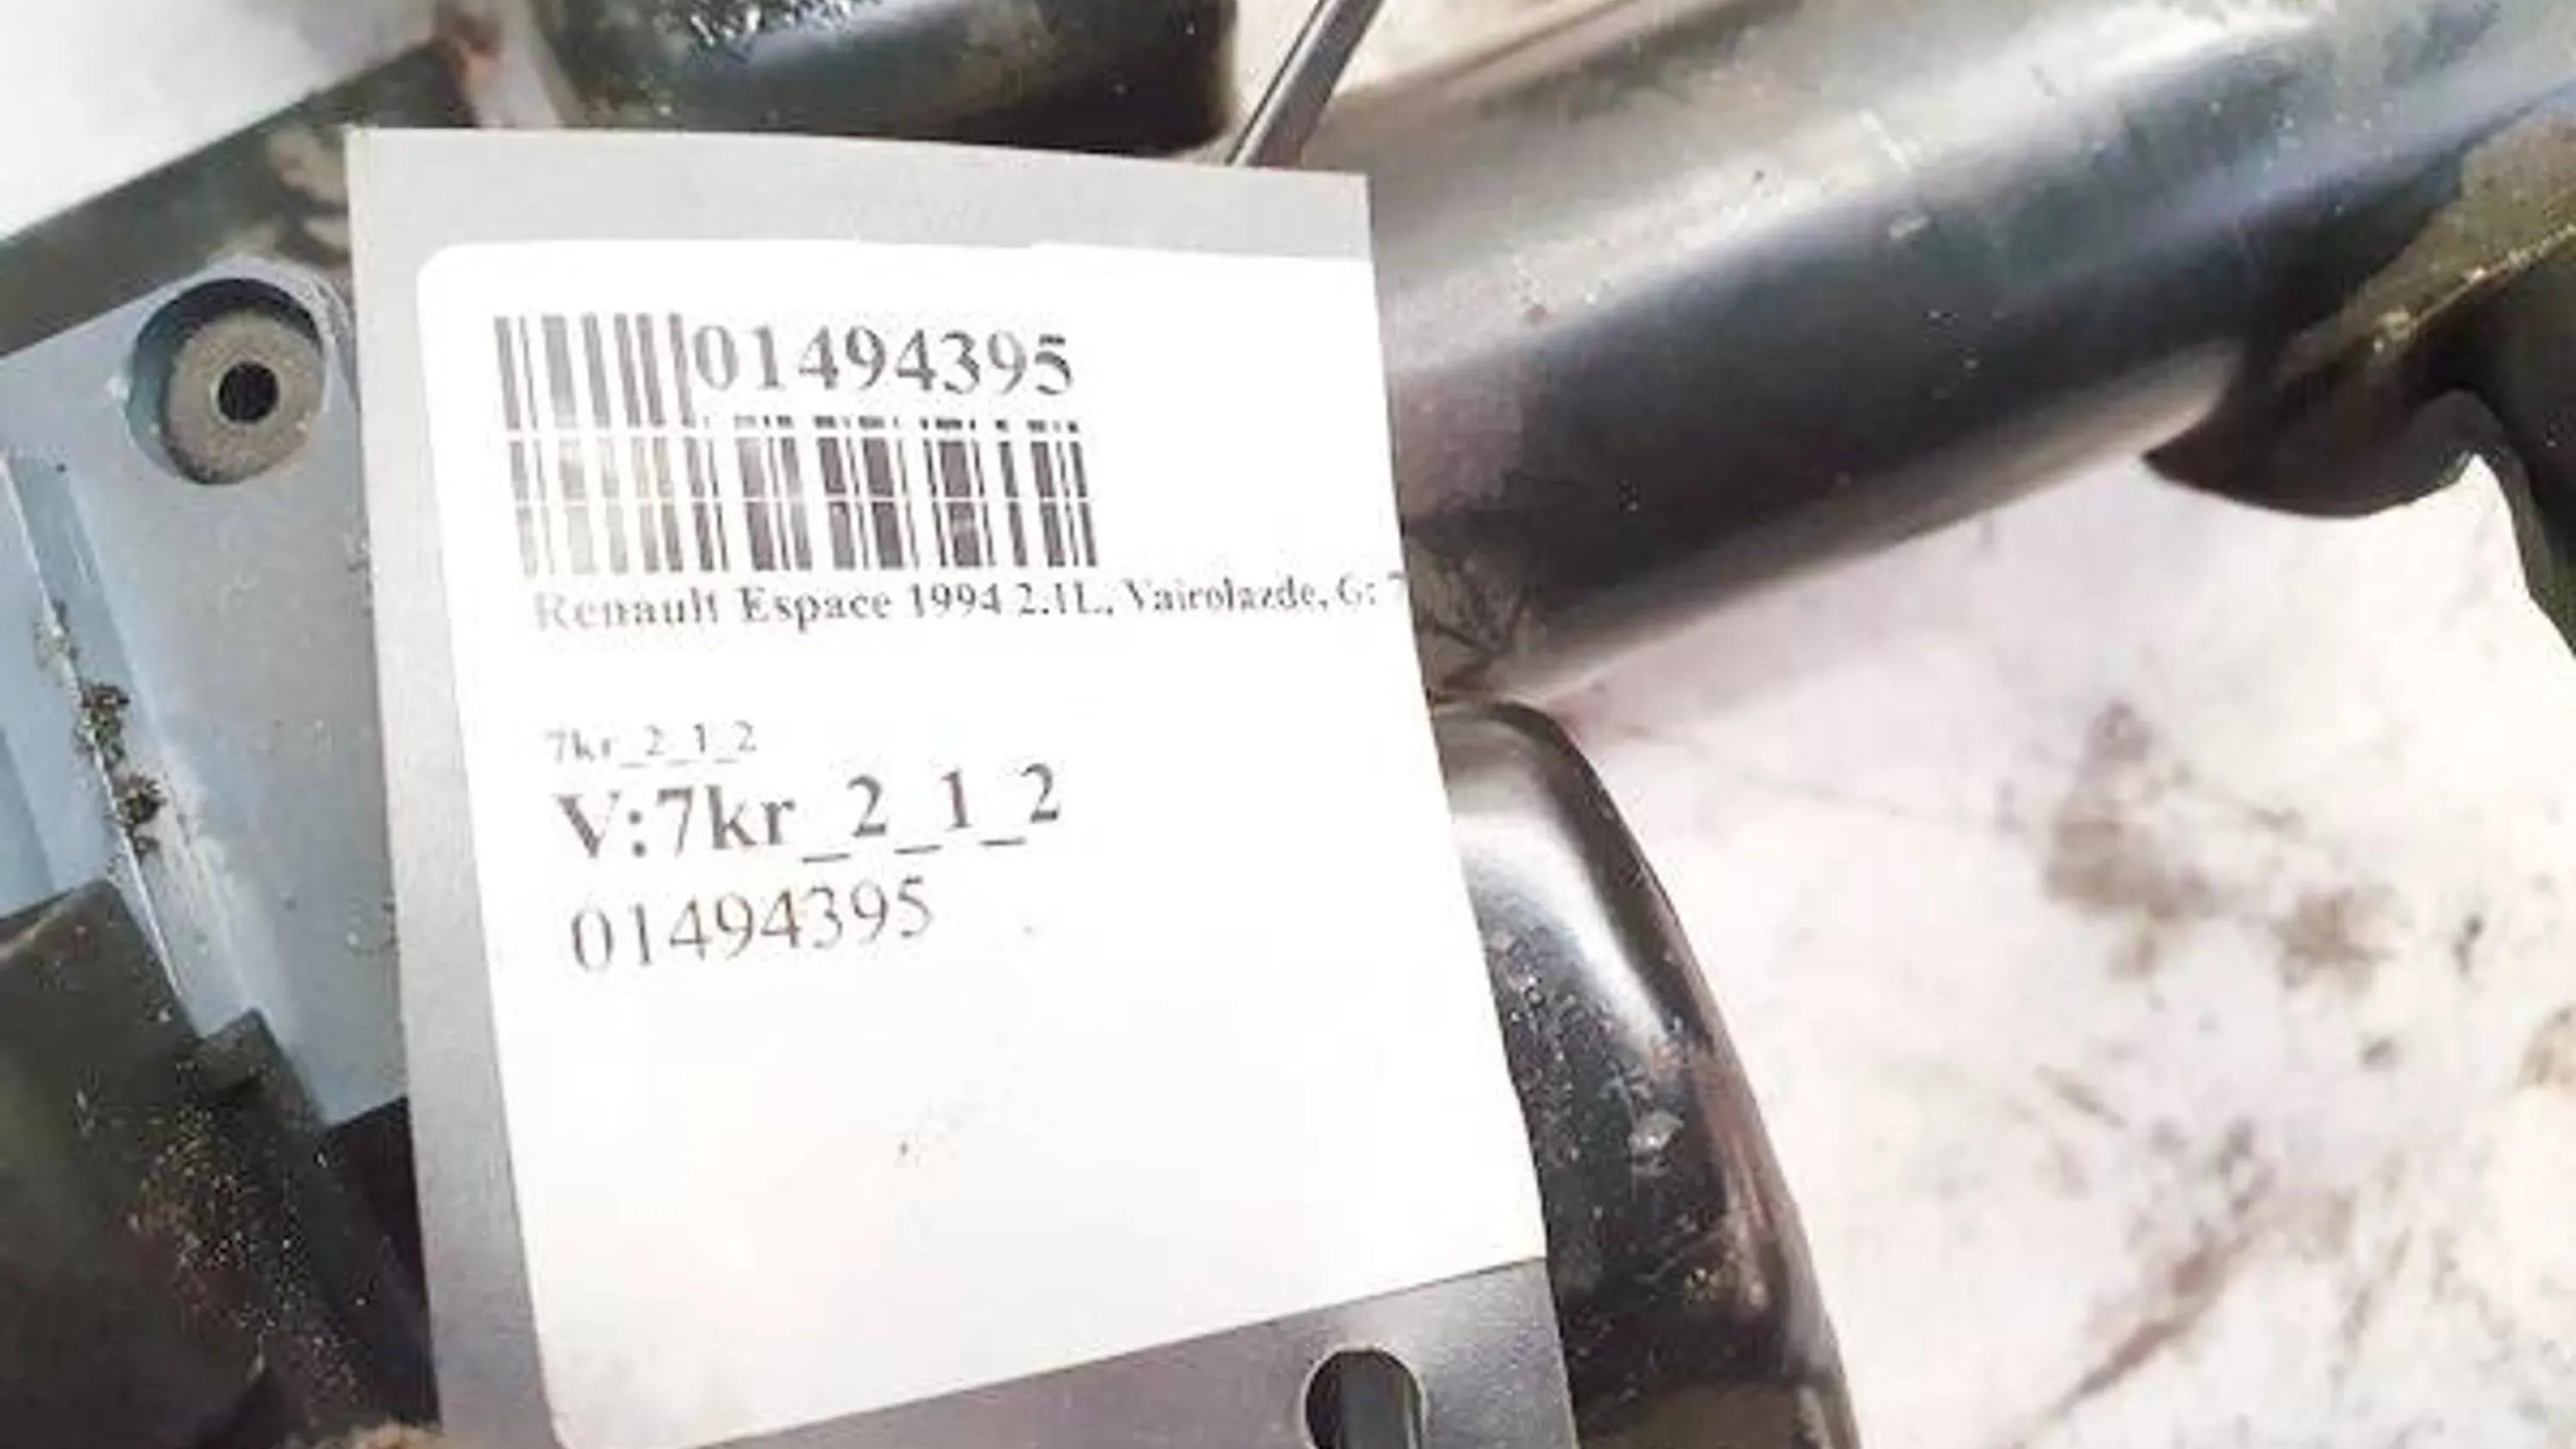 01494395
Renault Espace 1994 2.1L, Vairolazde, G: 7
7kr_2_1_2
V:7kr_2_1_2
01494395